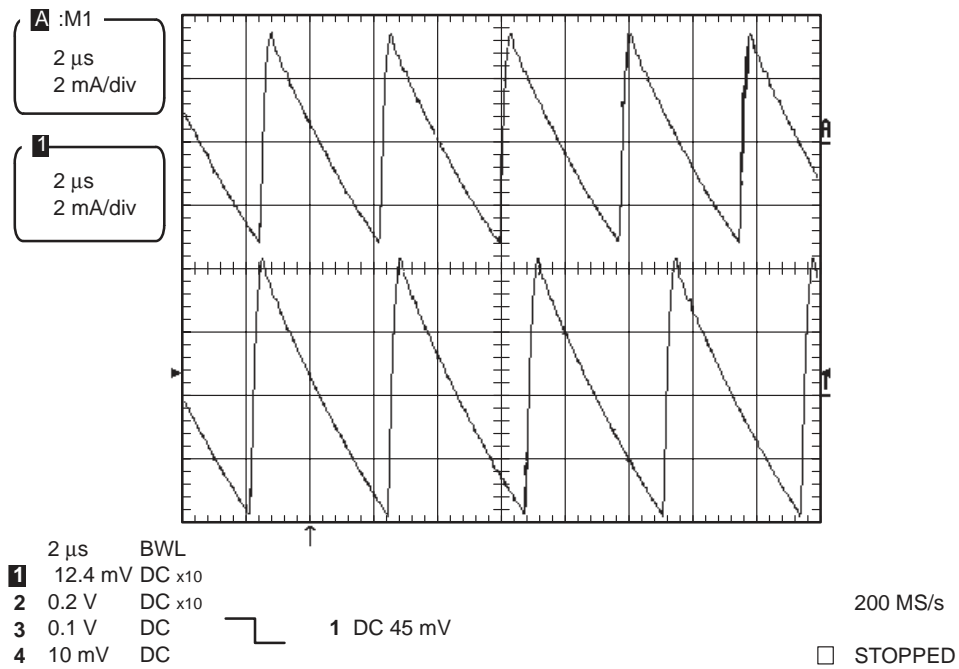 A :M1
2 μs
2 mA/div
1
2 μs
2 mA/div
A
2 μs BWL
1 12.4 mV DC x10
2 0.2 V DC x10
3 0.1 V DC
4 10 mV DC
1 DC 45 mV
200 MS/s
STOPPED